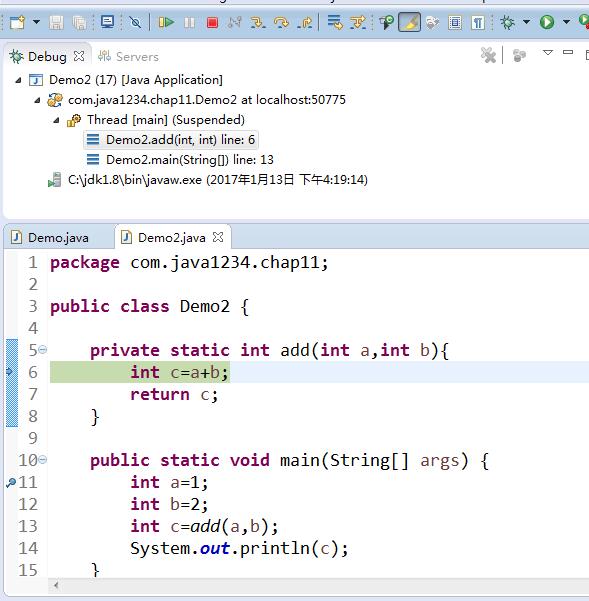 Debug Servers
Demo2 (17) [Java Application]
com.java1234.chap11.Demo2 at localhost:50775
Thread [main] (Suspended)
Demo2.add(int, int) line: 6
Demo2.main(String[]) line: 13
C:\jdk1.8\bin\javaw.exe (2017年1月13日 下午4:19:14)
Demo.java Demo2.java
1 package com.java1234.chap11;
2
3 public class Demo2 {
4
5 private static int add(int a,int b){
6 int c=a+b;
7 return c;
8 }
9
10 public static void main(String[] args) {
11 int a=1;
12 int b=2;
13 int c=add(a,b);
14 System.out.println(c);
15 }